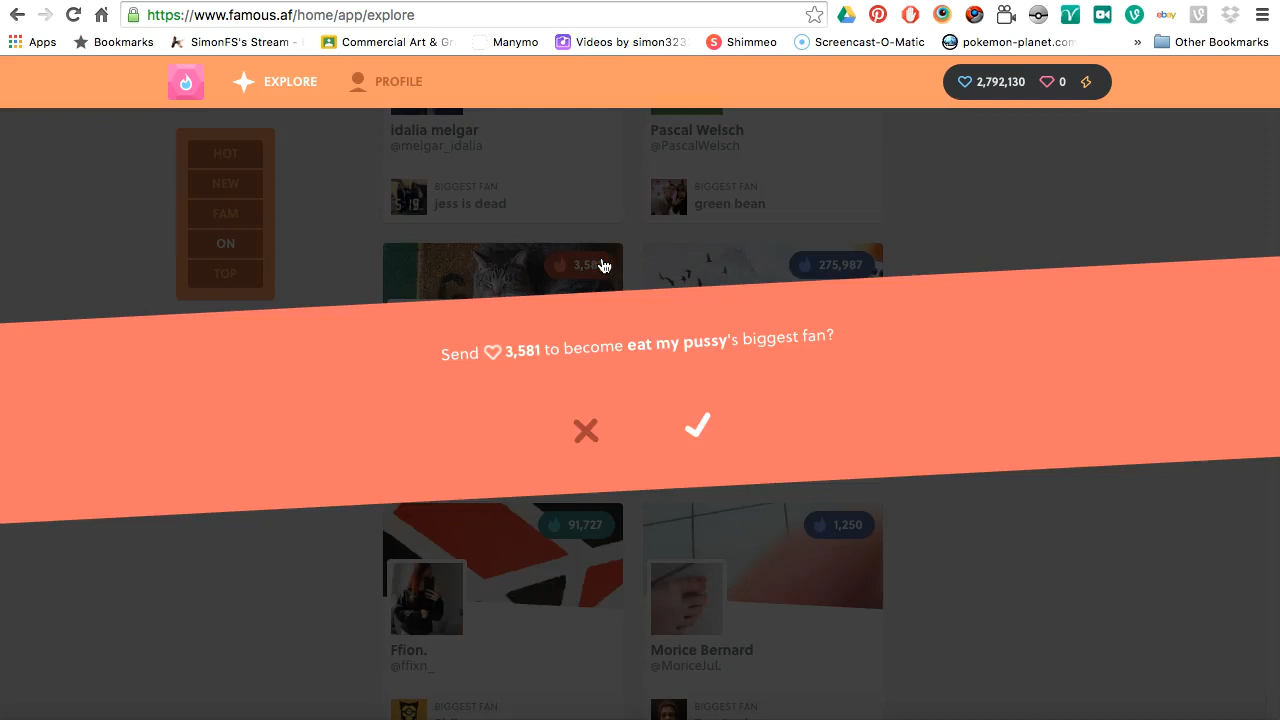 https://www.famous.af/home/app/explore
Apps
Bookmarks
SimonFS's Stream -
Commercial Art & Gr
Manymo
Videos by simon323
Shimmeo
Screencast-O-Matic
pokemon-planet.com
»
Other Bookmarks
ebay
EXPLORE
PROFILE
2,792,130
0
HOT
NEW
FAM
ON
TOP
idalia melgar
@melgar_idalia
BIGGEST FAN
jess is dead
Pascal Welsch
@PascalWelsch
BIGGEST FAN
green bean
3,58
275,987
Send 3,581 to become eat my pussy's biggest fan?
91,727
Ffion.
@ffixn_
BIGGEST FAN
1,250
Morice Bernard
@MoriceJuL
BIGGEST FAN